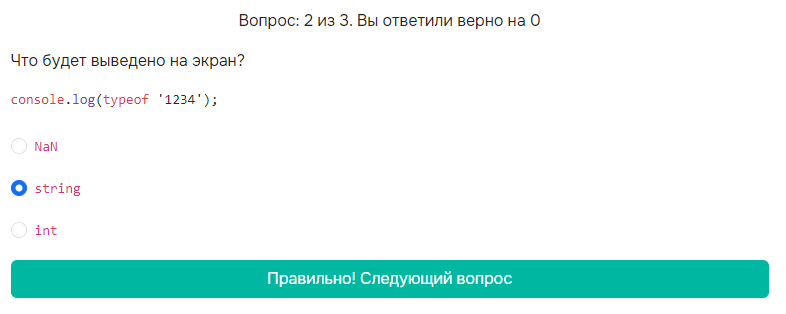 Вопрос: 2 из 3. Вы ответили верно на 0
Что будет выведено на экран?
console.log(typeof '1234');
NaN
string
int
Правильно! Следующий вопрос